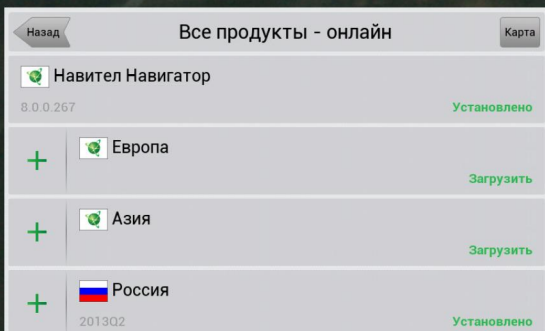 Назад
Все продукты - онлайн
Карта
Навител Навигатор
8.0.0.267
Установлено
Европа
Загрузить
Азия
Загрузить
Россия
2013Q2
Установлено